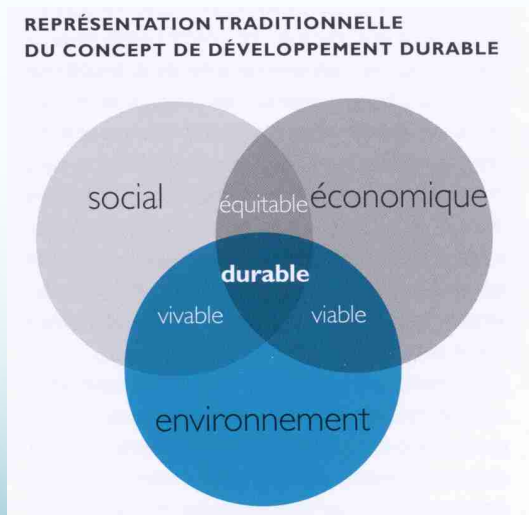 REPRÉSENTATION TRADITIONNELLE
DU CONCEPT DE DÉVELOPPEMENT DURABLE
social
équitable
économique
durable
vivable
viable
environnement